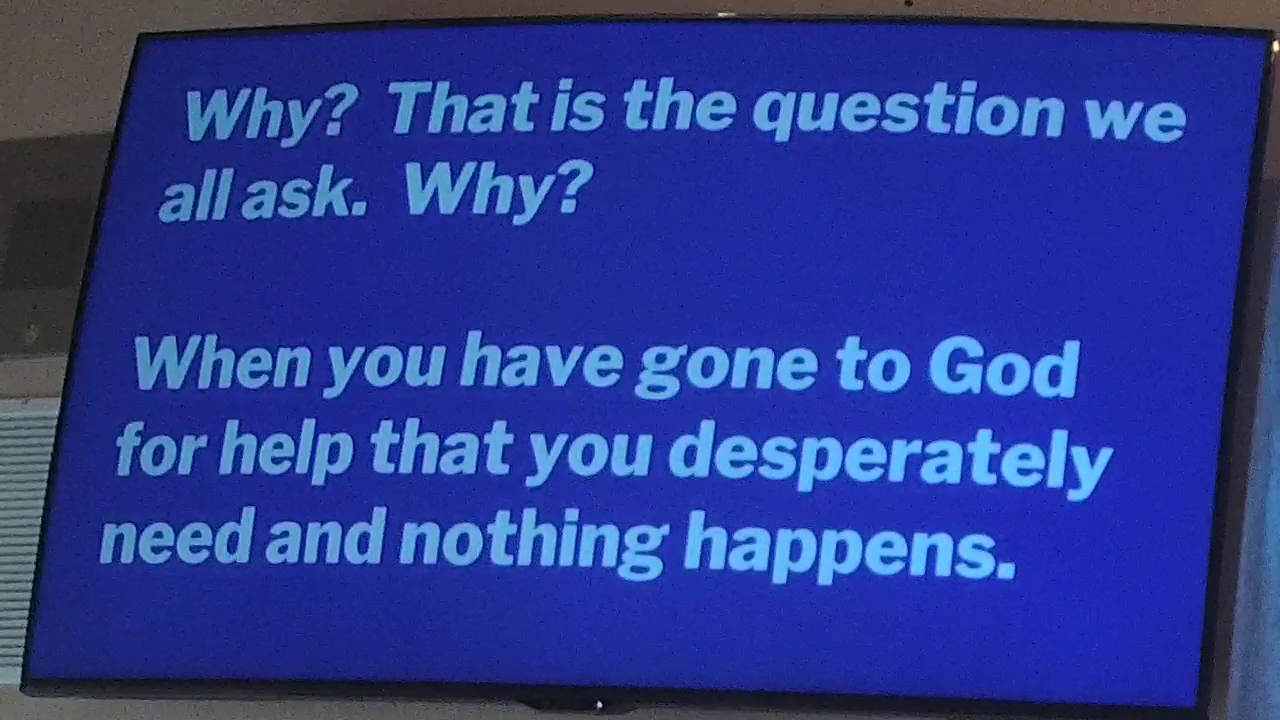 Why? That is the question we
all ask. Why?
When you have gone to God
for help that you desperately
need and nothing happens.